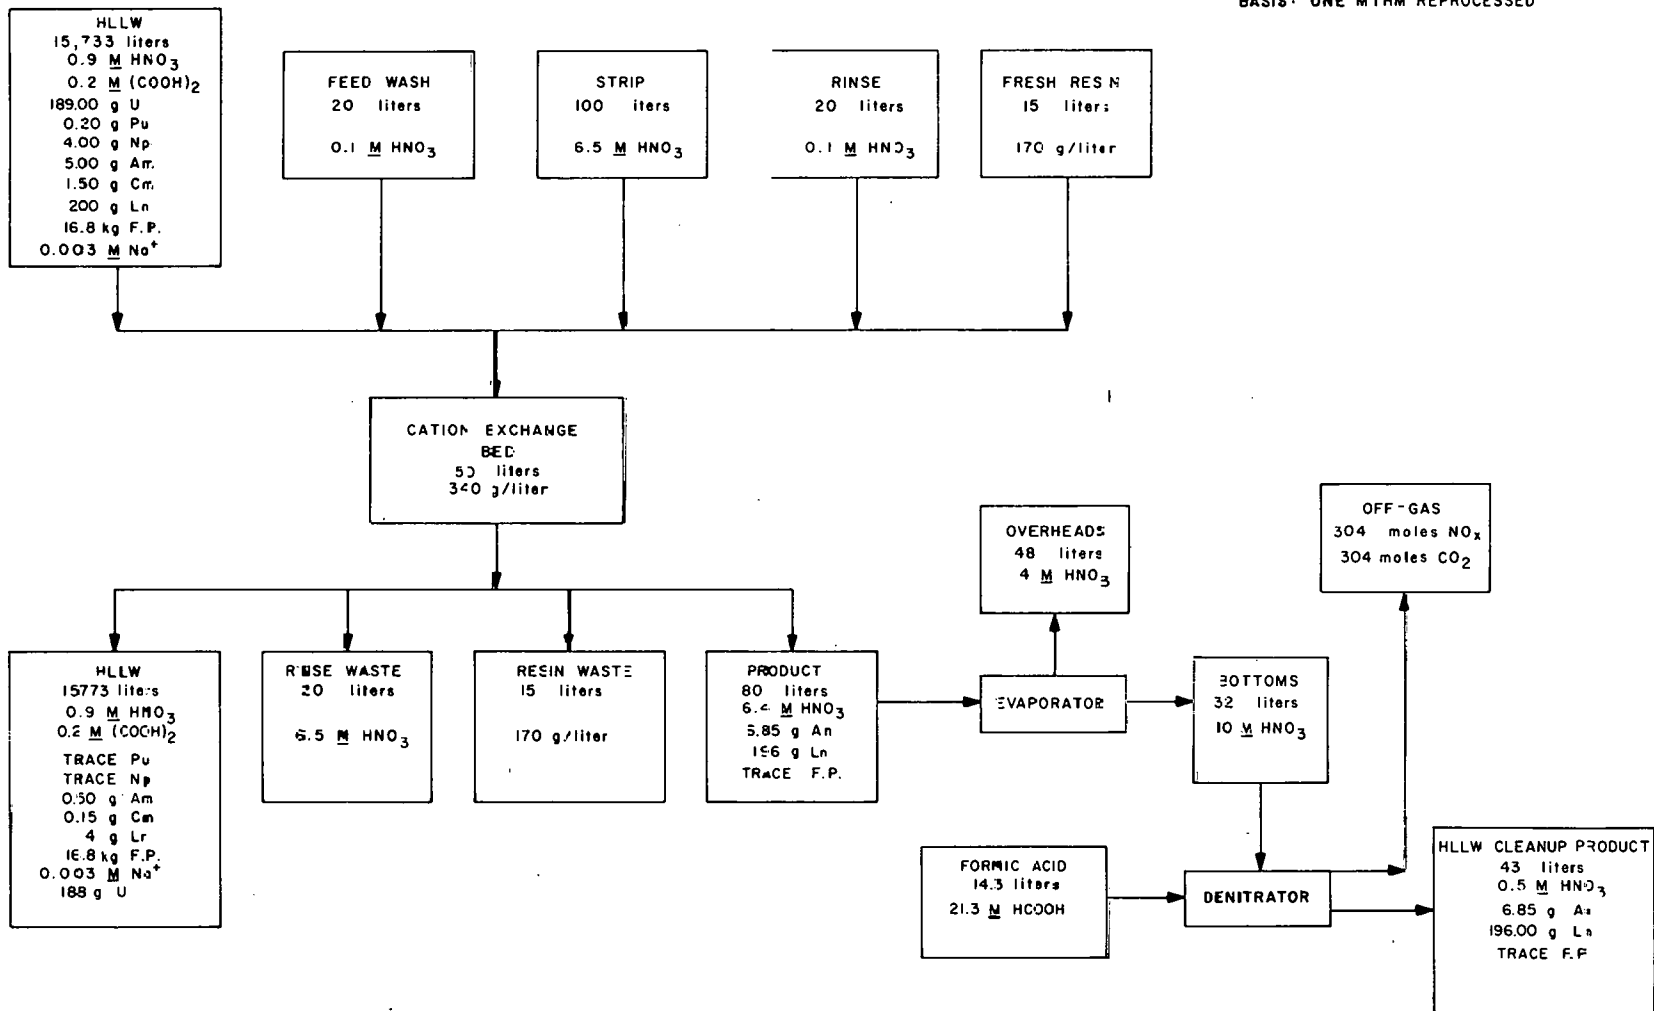 BASIS: ONE MTHM REPROCESSED
HLLW
15,733 liters
0.9 M HNO3
0.2 M (COOH)2
189.00 g U
0.20 g Pu
4.00 g Np
5.00 g Am
1.50 g Cm
200 g Ln
16.8 kg F.P.
0.003 M Na+
FEED WASH
20 liters
0.1 M HNO3
STRIP
100 iters
6.5 M HNO3
RINSE
20 liters
0.1 M HNO3
FRESH RES N
15 liters
170 g/liter
CATION EXCHANGE
BED
50 liters
340 g/liter
HLLW
15773 liters
0.9 M HNO3
0.2 M (COOH)2
TRACE Pu
TRACE Np
0.50 g Am
0.15 g Cm
4 g Lr
16.8 kg F.P.
0.003 M Na+
188 g U
RINSE WASTE
20 liters
6.5 M HNO3
RESIN WASTE
15 liters
170 g/liter
PRODUCT
80 liters
6.4 M HNO3
6.85 g An
196 g Ln
TRACE F.P.
OVERHEADS
48 liters
4 M HNO3
EVAPORATOR
BOTTOMS
32 liters
10 M HNO3
OFF-GAS
304 moles NOx
304 moles CO2
FORMIC ACID
14.3 liters
21.3 M HCOOH
DENITRATOR
HLLW CLEANUP PRODUCT
43 liters
0.5 M HNO3
6.85 g An
196.00 g Ln
TRACE F.P